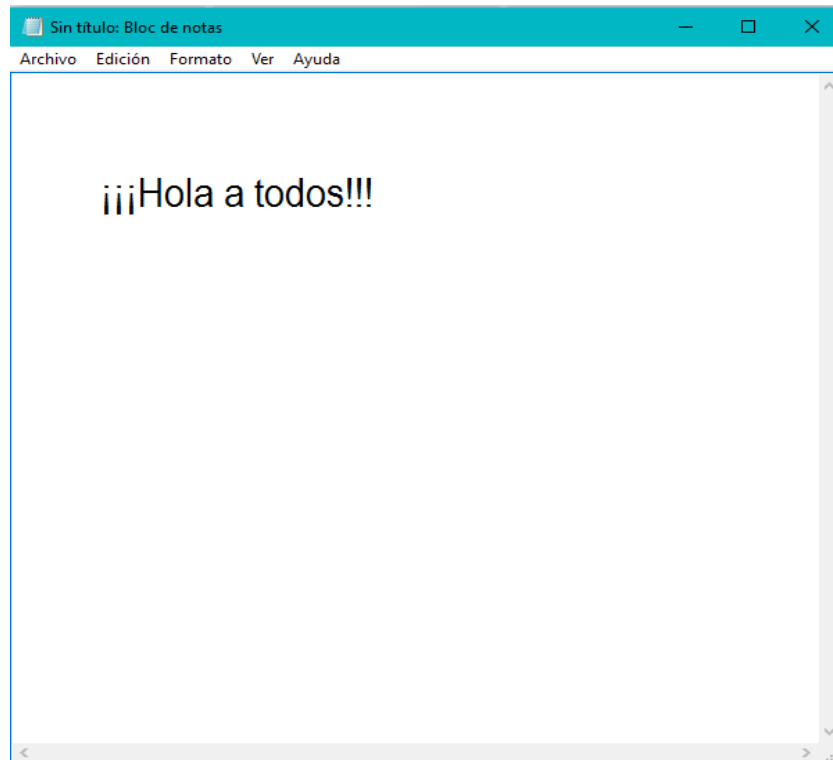 Sin título: Bloc de notas
Archivo Edición Formato Ver Ayuda
¡¡¡Hola a todos!!!